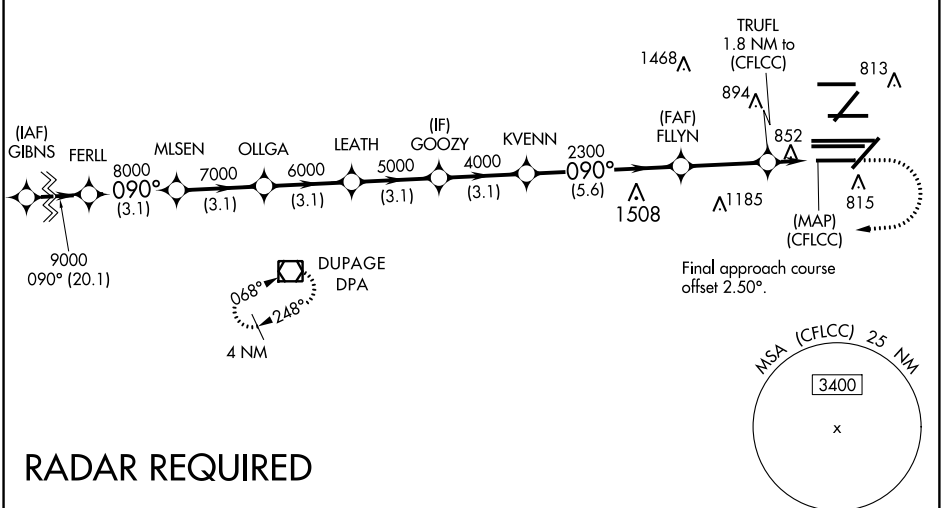 TRUFL
1.8 NM to
(CFLCC)
1468
813
894
(FAF)
FLLYN
852
(IAF)
GIBNS
FERLL
MLSEN
OLLGA
LEATH
(IF)
GOOZY
KVENN
8000
090°
(3.1)
7000
(3.1)
6000
(3.1)
5000
(3.1)
4000
(3.1)
2300
090°
(5.6)
1508
1185
815
(MAP)
(CFLCC)
9000
090° (20.1)
DUPAGE
DPA
068°
248°
4 NM
Final approach course
offset 2.50°.
MSA (CFLCC) 25 NM
3400
x
RADAR REQUIRED